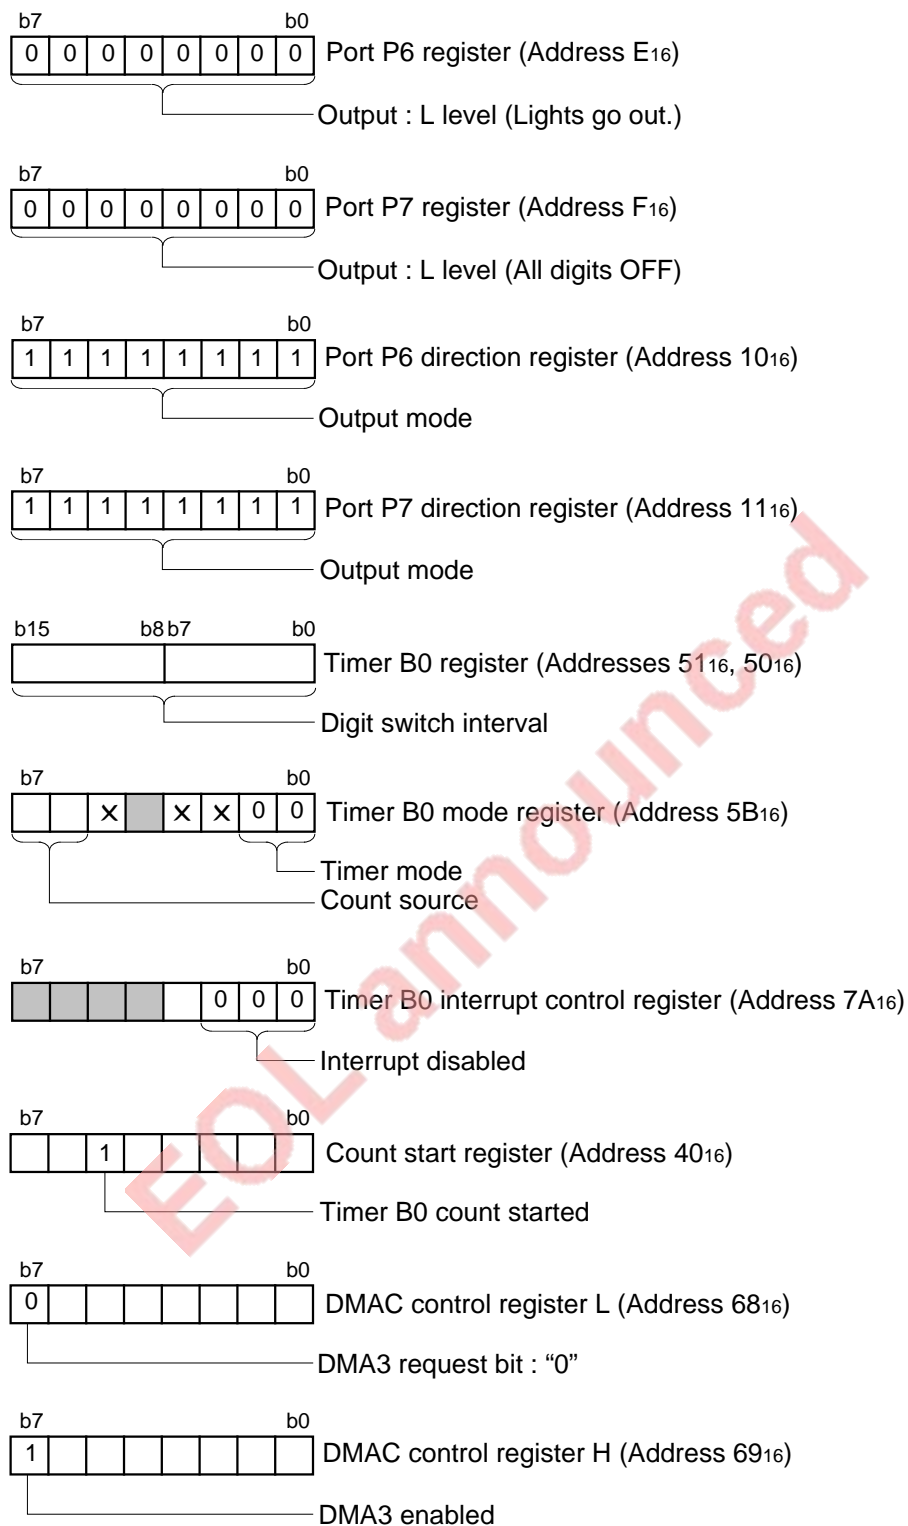 b7 b0
0 0 0 0 0 0 0 0 Port P6 register (Address E16)
Output : L level (Lights go out.)
b7 b0
0 0 0 0 0 0 0 0 Port P7 register (Address F16)
Output : L level (All digits OFF)
b7 b0
1 1 1 1 1 1 1 1 Port P6 direction register (Address 1016)
Output mode
b7 b0
1 1 1 1 1 1 1 1 Port P7 direction register (Address 1116)
Output mode
b15 b8 b7 b0
Timer B0 register (Addresses 5116, 5016)
Digit switch interval
b7 b0
X X X 0 0 Timer B0 mode register (Address 5B16)
Timer mode
Count source
b7 b0
0 0 0 Timer B0 interrupt control register (Address 7A16)
Interrupt disabled
b7 b0
1 Count start register (Address 4016)
Timer B0 count started
b7 b0
0 DMAC control register L (Address 6816)
DMA3 request bit : “0”
b7 b0
1 DMAC control register H (Address 6916)
DMA3 enabled
EOL announced